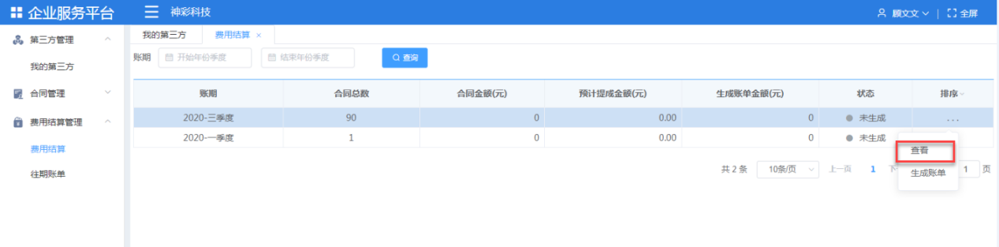 企业服务平台 神彩科技 顾文文 | 全屏
第三方管理
我的第三方
合同管理
费用结算管理
费用结算
往期账单
我的第三方 费用结算 ×
账期 开始年份季度 结束年份季度 查询
账期 合同总数 合同金额(元) 预计提成金额(元) 生成账单金额(元) 状态 排序
2020-三季度 90 0 0.00 0 未生成 ...
2020-一季度 1 0 0.00 0 未生成
查看
生成账单
共 2 条 10条/页 上一页 1 下 1 页